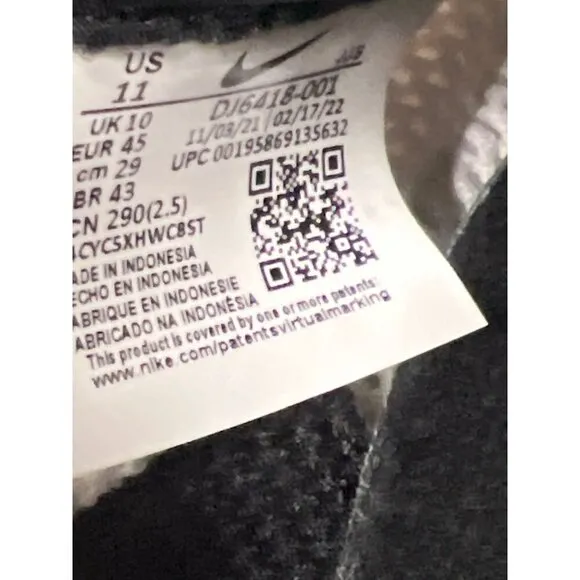 US
11
UK 10
EUR 45
cm 29
BR 43
CN 290(2.5)
CYC5XHWC8ST
ADE IN INDONESIA
ECHO EN INDONESIA
ABRIQUE EN INDONESIE
ABRICADO NA INDONÉSIA
This product is covered by one or more patents:
www.nike.com/patentsvirtualmarking
DJ6418-001
11/03/21 02/17/22
UPC 00195869135632